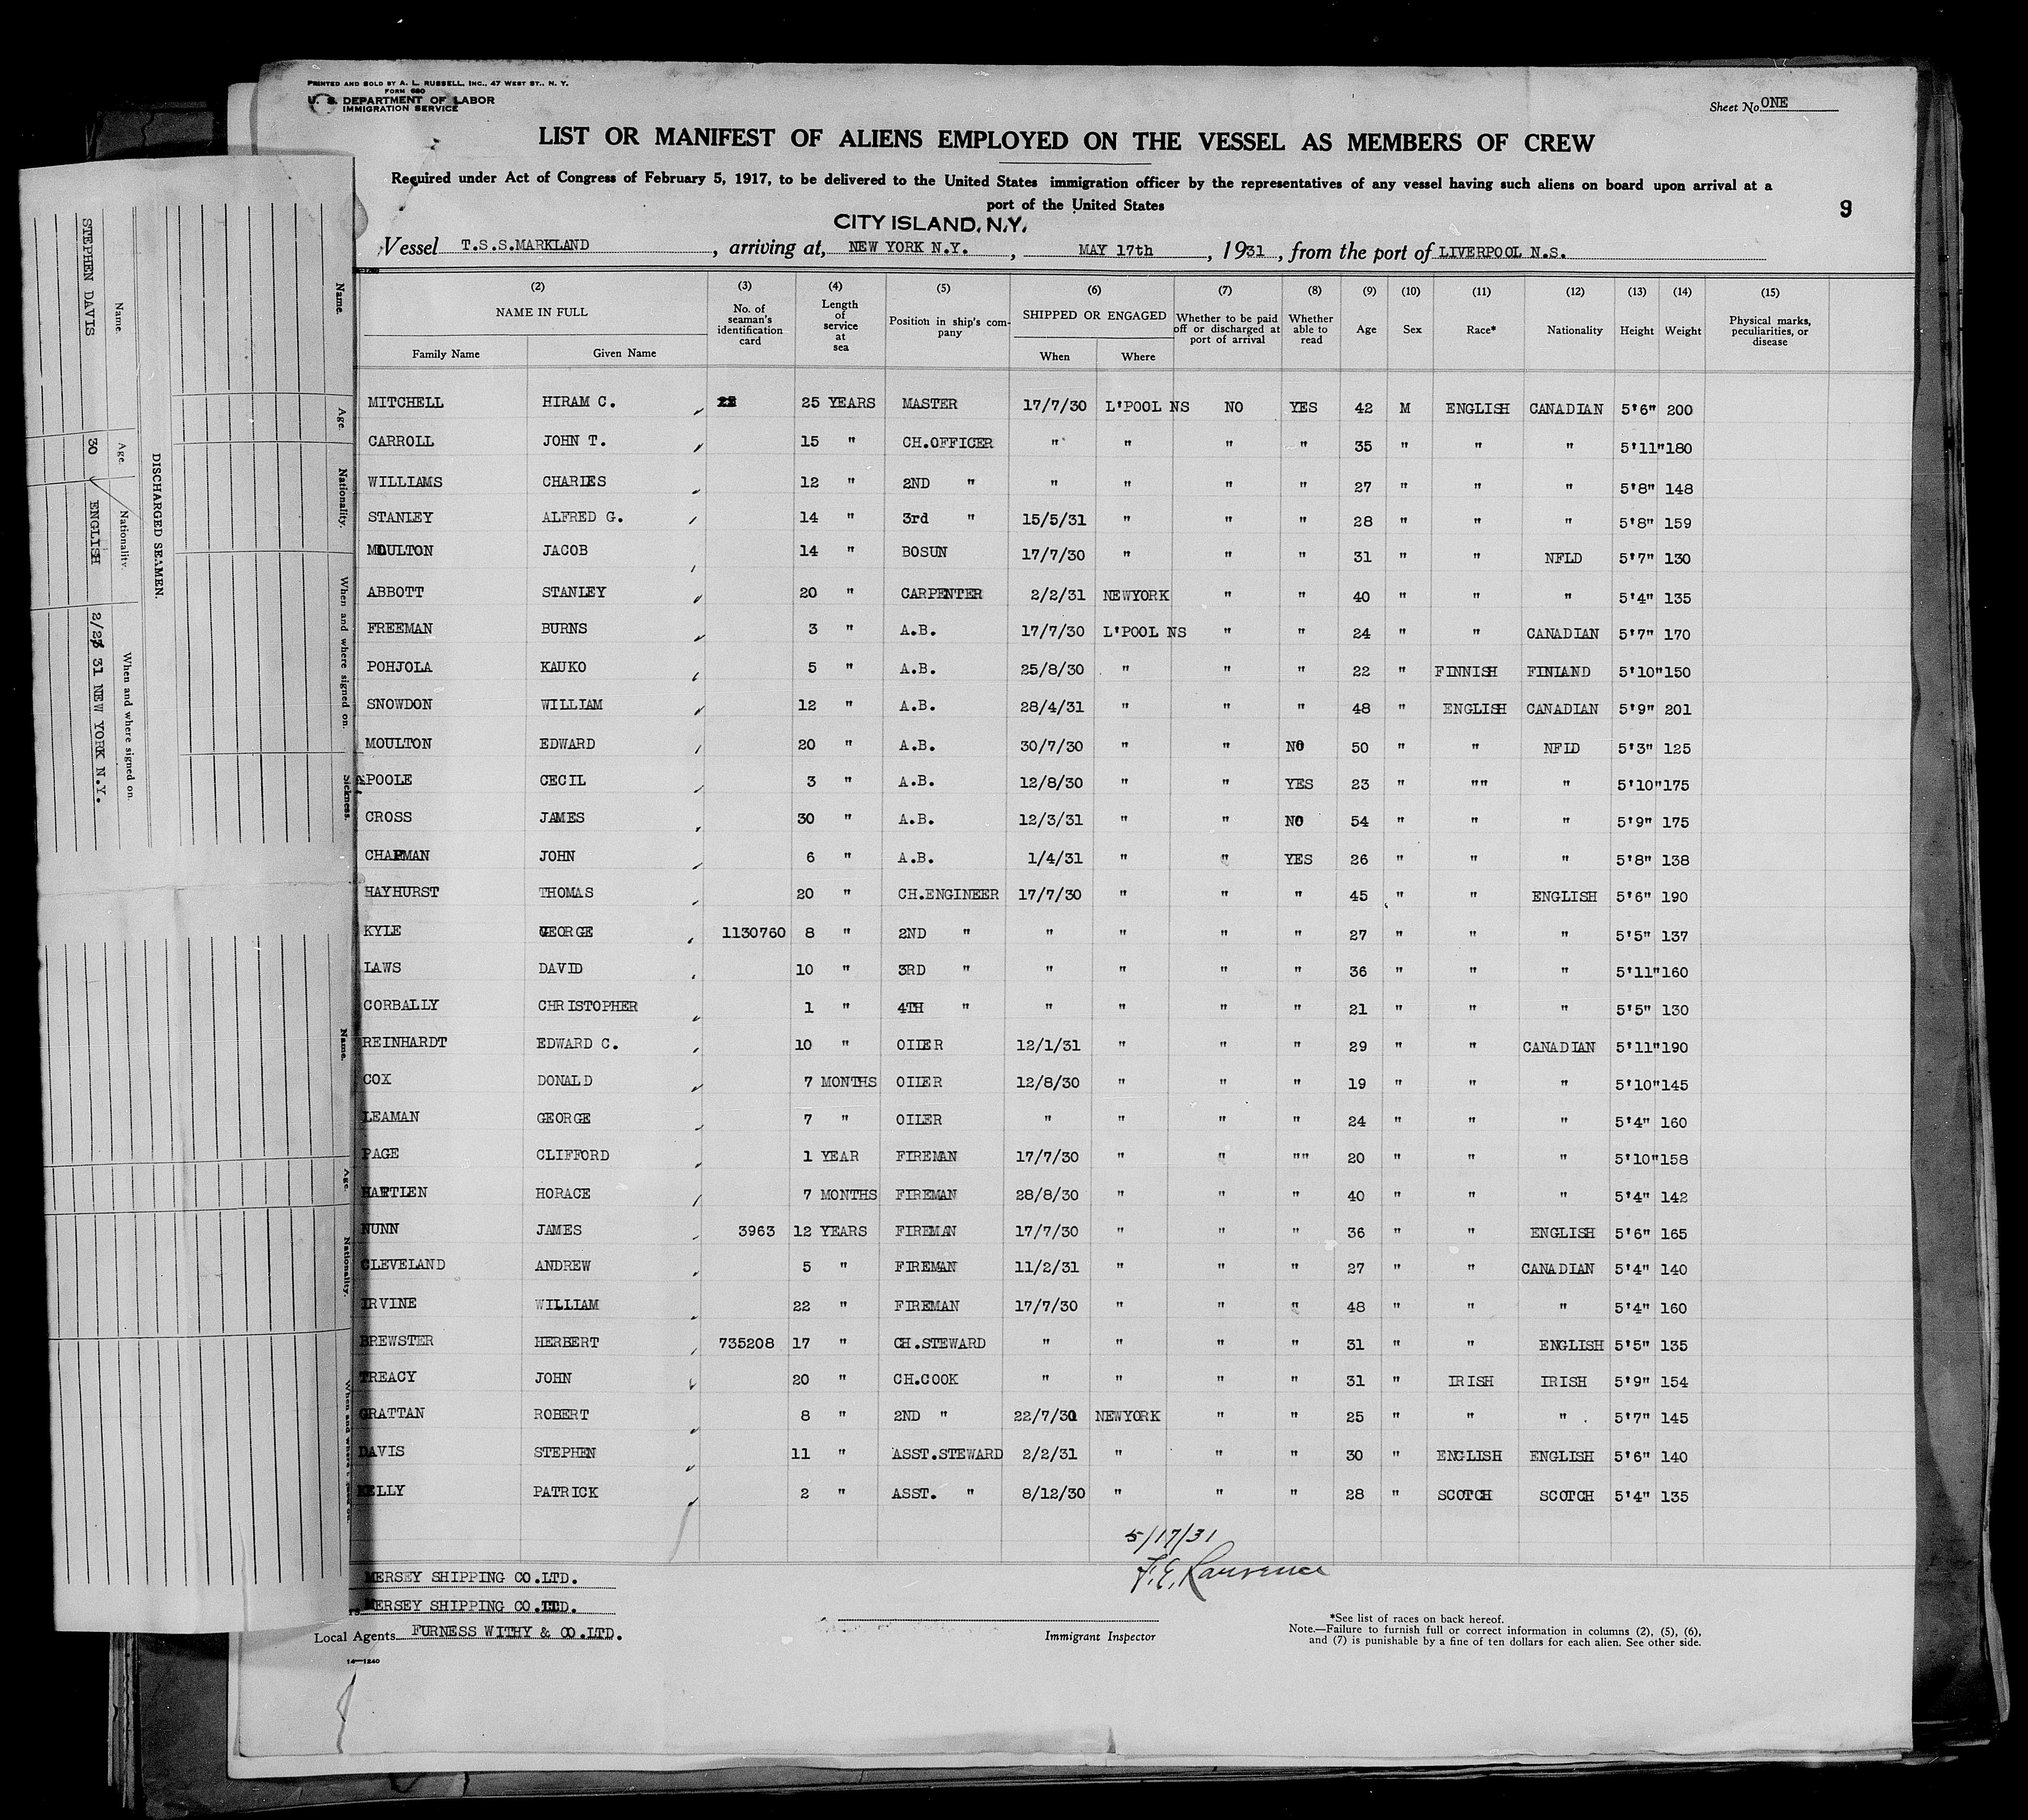 PRINTED AND SOLD BY A. L. RUSSELL, INC., 47 WEST ST., N. Y.
FORM 680
U. S. DEPARTMENT OF LABOR
IMMIGRATION SERVICE
Sheet No. ONE
LIST OR MANIFEST OF ALIENS EMPLOYED ON THE VESSEL AS MEMBERS OF CREW
Required under Act of Congress of February 5, 1917, to be delivered to the United States immigration officer by the representatives of any vessel having such aliens on board upon arrival at a
port of the United States
9
CITY ISLAND, N.Y.
Vessel T.S.S.MARKLAND, arriving at, NEW YORK N.Y., MAY 17th, 1931, from the port of LIVERPOOL N.S.
(2) (3) (4) (5) (6) (7) (8) (9) (10) (11) (12) (13) (14) (15)
NAME IN FULL No. of seaman's identification card Length of service at sea Position in ship's company SHIPPED OR ENGAGED Whether to be paid off or discharged at port of arrival Whether able to read Age Sex Race* Nationality Height Weight Physical marks, peculiarities, or disease
Family Name Given Name When Where
MITCHELL HIRAM C. 25 YEARS MASTER 17/7/30 L'POOL NS NO YES 42 M ENGLISH CANADIAN 5'6" 200
CARROLL JOHN T. 15 " CH.OFFICER " " " " 35 " " " 5'11" 180
WILLIAMS CHARLES 12 " 2ND " " " " " 27 " " " 5'8" 148
STANLEY ALFRED G. 14 " 3rd " 15/5/31 " " " 28 " " " 5'8" 159
MOULTON JACOB 14 " BOSUN 17/7/30 " " " 31 " " NFLD 5'7" 130
ABBOTT STANLEY 20 " CARPENTER 2/2/31 NEWYORK " " 40 " " " 5'4" 135
FREEMAN BURNS 3 " A.B. 17/7/30 L'POOL NS " " 24 " " CANADIAN 5'7" 170
POHJOLA KAUKO 5 " A.B. 25/8/30 " " " 22 " FINNISH FINLAND 5'10" 150
SNOWDON WILLIAM 12 " A.B. 28/4/31 " " " 48 " ENGLISH CANADIAN 5'9" 201
MOULTON EDWARD 20 " A.B. 30/7/30 " " NO 50 " " NFLD 5'3" 125
POOLE CECIL 3 " A.B. 12/8/30 " " YES 23 " "" " 5'10" 175
CROSS JAMES 30 " A.B. 12/3/31 " " NO 54 " " " 5'9" 175
CHAPMAN JOHN 6 " A.B. 1/4/31 " " YES 26 " " " 5'8" 138
HAYHURST THOMAS 20 " CH.ENGINEER 17/7/30 " " " 45 " " ENGLISH 5'6" 190
KYLE GEORGE 1130760 8 " 2ND " " " " " 27 " " " 5'5" 137
LAWS DAVID 10 " 3RD " " " " " 36 " " " 5'11" 160
CORBALLY CHRISTOPHER 1 " 4TH " " " " " 21 " " " 5'5" 130
REINHARDT EDWARD C. 10 " OILER 12/1/31 " " " 29 " " CANADIAN 5'11" 190
COX DONALD 7 MONTHS OILER 12/8/30 " " " 19 " " " 5'10" 145
LEAMAN GEORGE 7 " OILER " " " " 24 " " " 5'4" 160
PAGE CLIFFORD 1 YEAR FIREMAN 17/7/30 " " "" 20 " " " 5'10" 158
HARTLEN HORACE 7 MONTHS FIREMAN 28/8/30 " " " 40 " " " 5'4" 142
NUNN JAMES 3963 12 YEARS FIREMAN 17/7/30 " " " 36 " " ENGLISH 5'6" 165
CLEVELAND ANDREW 5 " FIREMAN 11/2/31 " " " 27 " " CANADIAN 5'4" 140
IRVINE WILLIAM 22 " FIREMAN 17/7/30 " " " 48 " " " 5'4" 160
BREWSTER HERBERT 735208 17 " CH.STEWARD " " " " 31 " " ENGLISH 5'5" 135
TREACY JOHN 20 " CH.COOK " " " " 31 " IRISH IRISH 5'9" 154
GRATTAN ROBERT 8 " 2ND " 22/7/30 NEWYORK " " 25 " " " 5'7" 145
DAVIS STEPHEN 11 " ASST.STEWARD 2/2/31 " " " 30 " ENGLISH ENGLISH 5'6" 140
KELLY PATRICK 2 " ASST. " 8/12/30 " " " 28 " SCOTCH SCOTCH 5'4" 135
5/17/31
F. E. Lawrence
MERSEY SHIPPING CO.LTD.
MERSEY SHIPPING CO.LTD.
Local Agents FURNESS WITHY & CO.LTD.
Immigrant Inspector
*See list of races on back hereof.
Note.—Failure to furnish full or correct information in columns (2), (5), (6),
and (7) is punishable by a fine of ten dollars for each alien. See other side.
14—1240
DISCHARGED SEAMEN.
Name. Age. Nationality. When and where signed on.
STEPHEN DAVIS 30 ENGLISH 31 NEW YORK N.Y.
Name. Age. Nationality. When and where signed on. Sickness.
Name. Age. Nationality. When and where signed on.